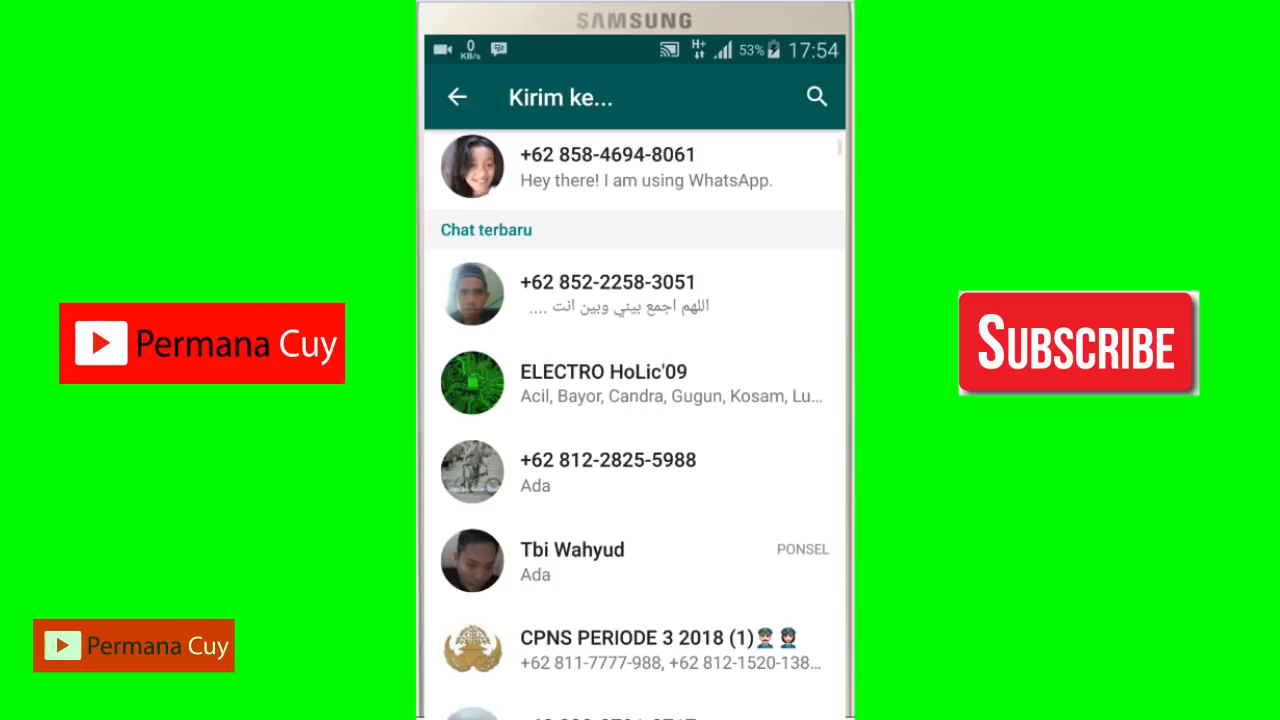 SAMSUNG
0
KB/s
H+
53%
17:54
Kirim ke...
+62 858-4694-8061
Hey there! I am using WhatsApp.
Chat terbaru
+62 852-2258-3051
اللهم اجمع بيني وبين انت ....
ELECTRO HoLic'09
Acil, Bayor, Candra, Gugun, Kosam, Lu...
+62 812-2825-5988
Ada
Tbi Wahyud
PONSEL
Ada
CPNS PERIODE 3 2018 (1)
+62 811-7777-988, +62 812-1520-138...
Permana Cuy
SUBSCRIBE
Permana Cuy